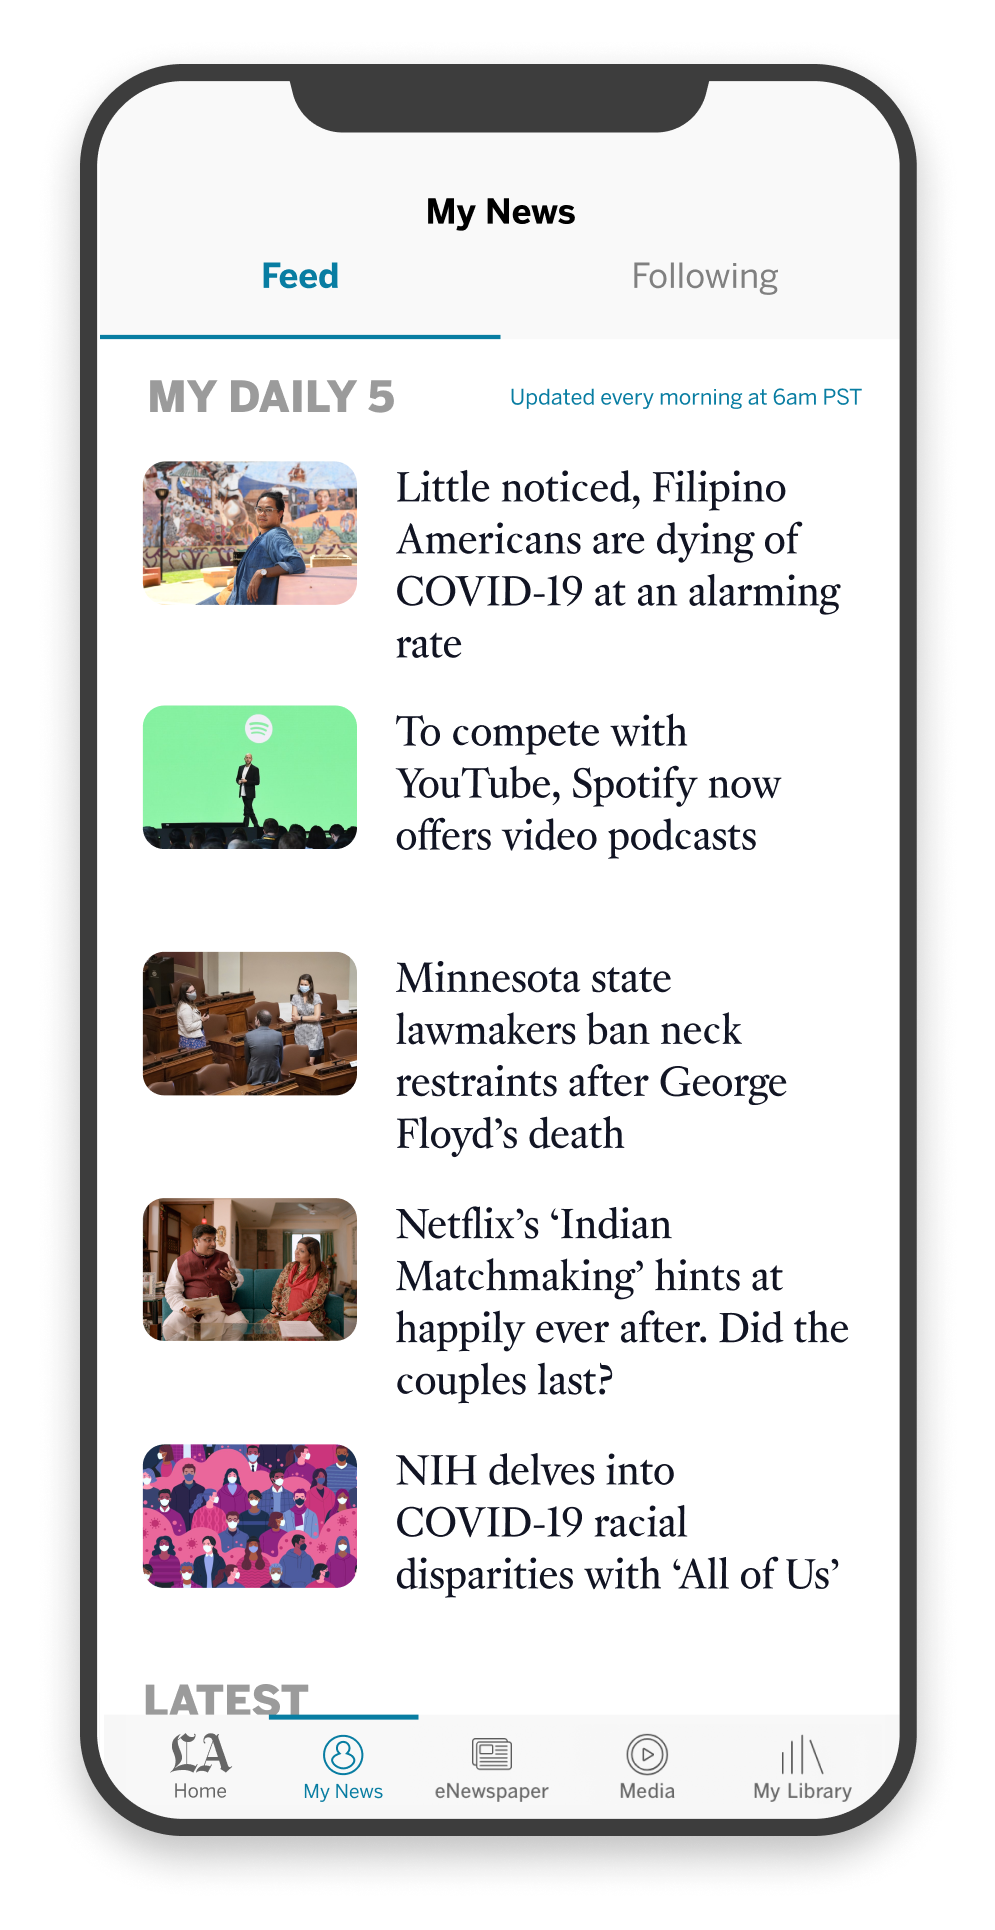 My News
Feed
Following
MY DAILY 5
Updated every morning at 6am PST
Little noticed, Filipino
Americans are dying of
COVID-19 at an alarming
rate
To compete with
YouTube, Spotify now
offers video podcasts
Minnesota state
lawmakers ban neck
restraints after George
Floyd’s death
Netflix’s ‘Indian
Matchmaking’ hints at
happily ever after. Did the
couples last?
NIH delves into
COVID-19 racial
disparities with ‘All of Us’
LATEST
LA
Home
My News
eNewspaper
Media
My Library